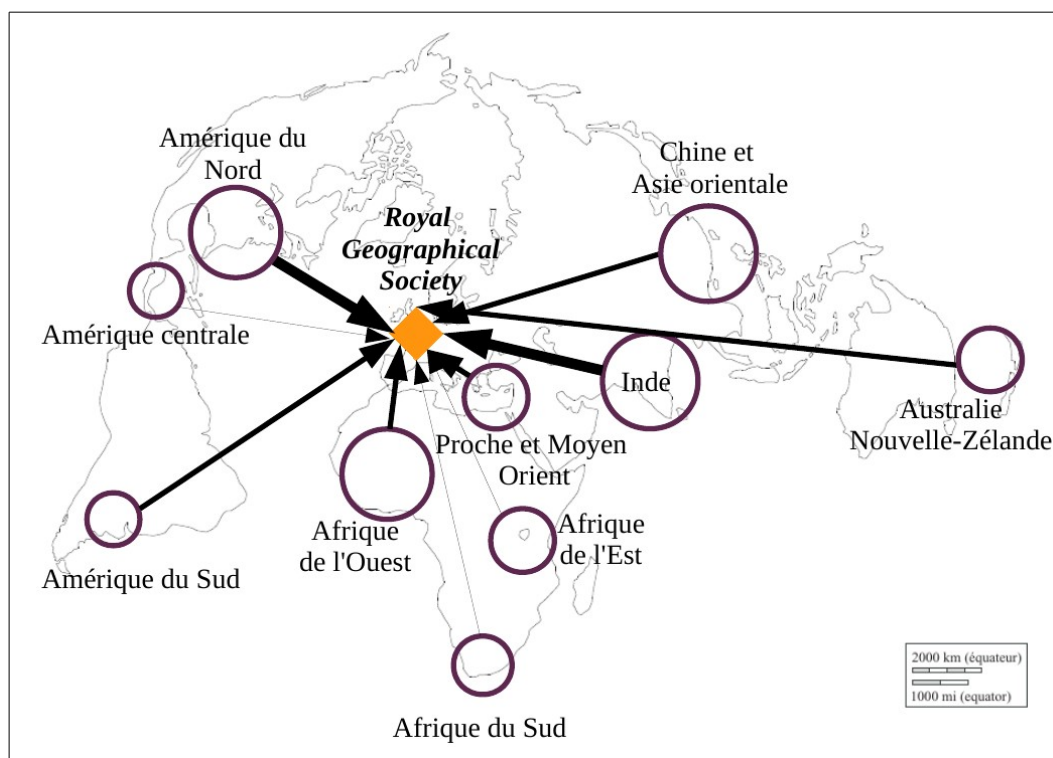 Amérique du
Nord
Chine et
Asie orientale
Royal
Geographical
Society
Amérique centrale
Inde
Australie
Nouvelle-Zélande
Proche et Moyen
Orient
Afrique
de l'Ouest
Afrique
de l'Est
Amérique du Sud
Afrique du Sud
2000 km (équateur)
1000 mi (equator)